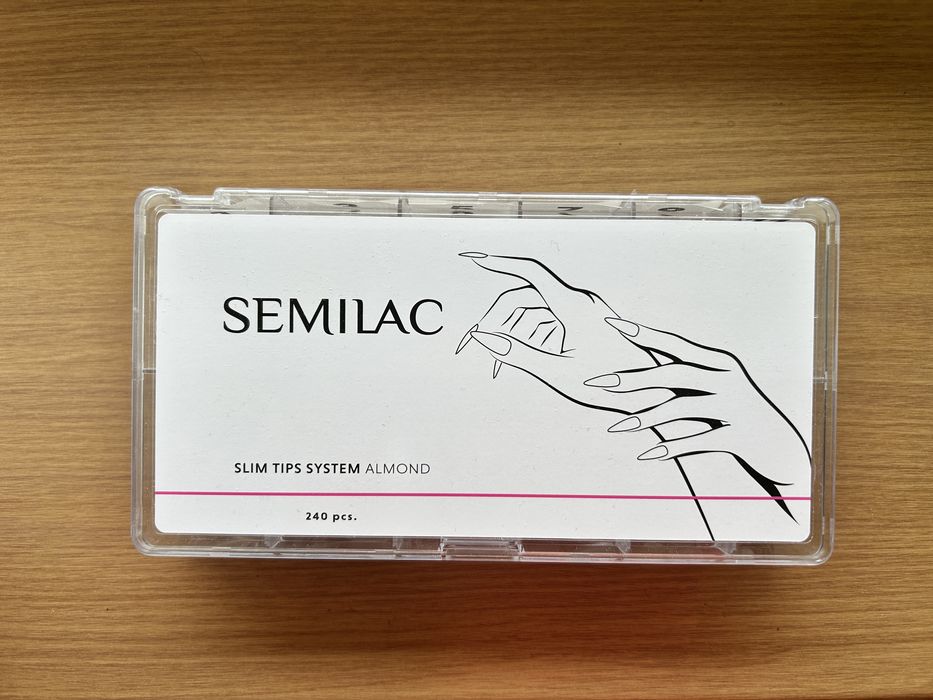 SEMILAC
SLIM TIPS SYSTEM ALMOND
240 pcs.